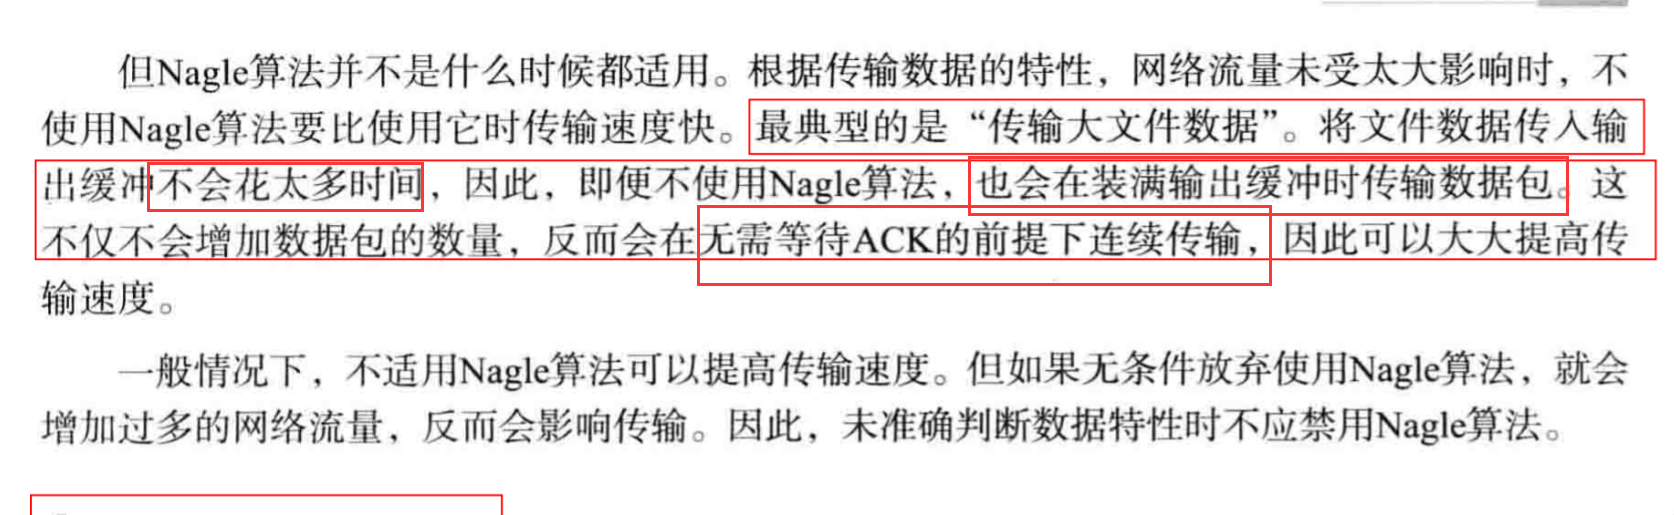 但Nagle算法并不是什么时候都适用。根据传输数据的特性，网络流量未受太大影响时，不
使用Nagle算法要比使用它时传输速度快。最典型的是“传输大文件数据”。将文件数据传入输
出缓冲不会花太多时间，因此，即便不使用Nagle算法，也会在装满输出缓冲时传输数据包。这
不仅不会增加数据包的数量，反而会在无需等待ACK的前提下连续传输，因此可以大大提高传
输速度。
一般情况下，不适用Nagle算法可以提高传输速度。但如果无条件放弃使用Nagle算法，就会
增加过多的网络流量，反而会影响传输。因此，未准确判断数据特性时不应禁用Nagle算法。